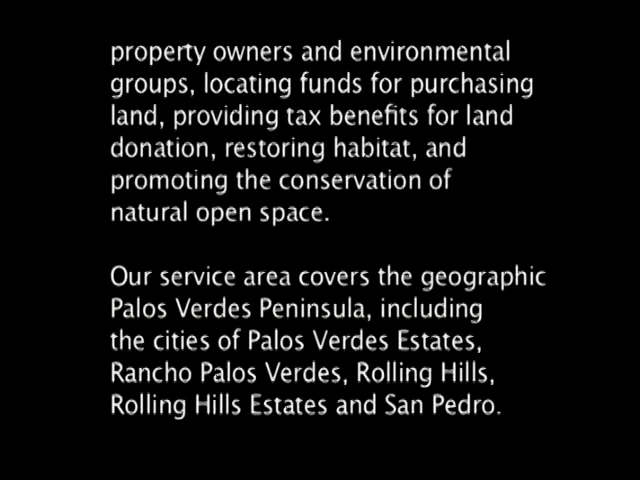 property owners and environmental
groups, locating funds for purchasing
land, providing tax benefits for land
donation, restoring habitat, and
promoting the conservation of
natural open space.
Our service area covers the geographic
Palos Verdes Peninsula, including
the cities of Palos Verdes Estates,
Rancho Palos Verdes, Rolling Hills,
Rolling Hills Estates and San Pedro.